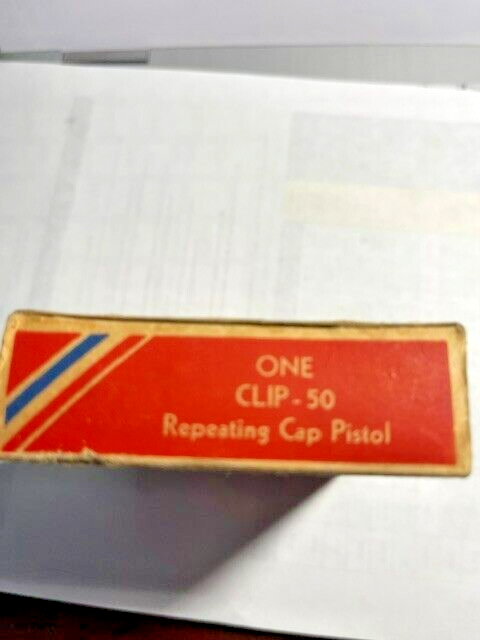 ONE
CLIP - 50
Repeating Cap Pistol